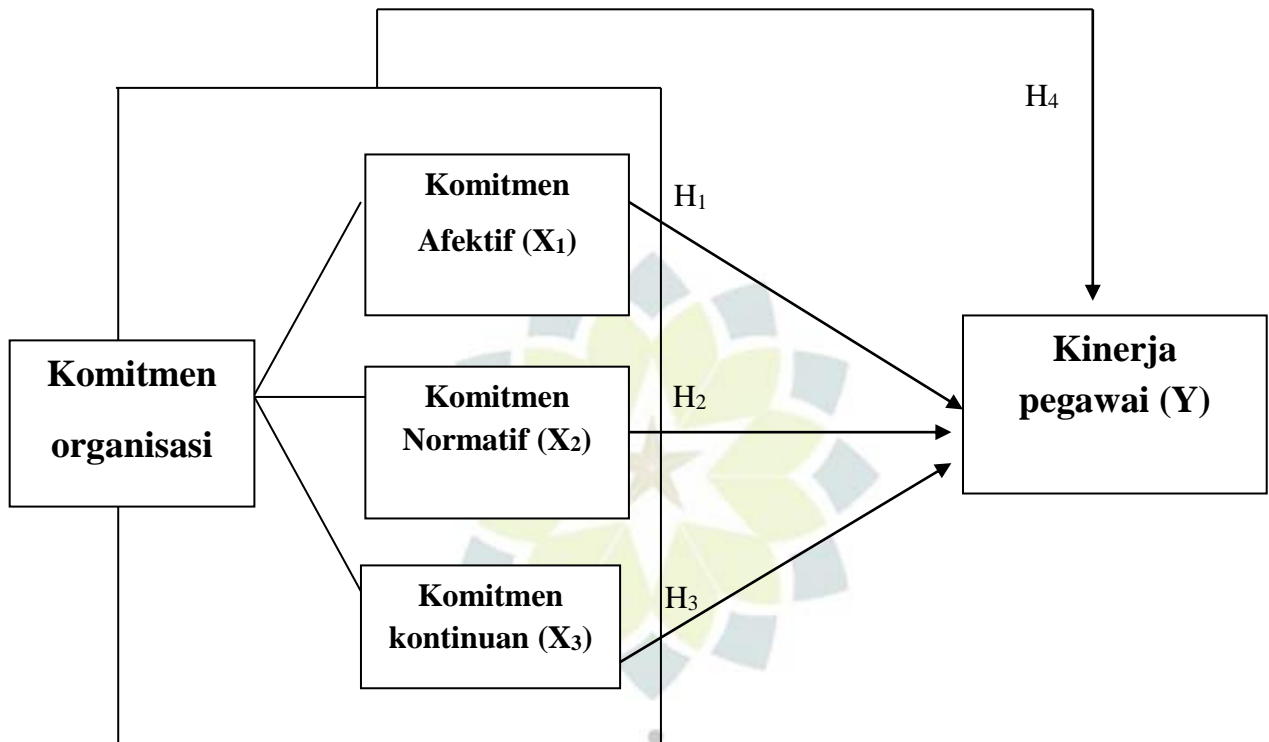 H₄
Komitmen
Afektif (X₁)
H₁
Komitmen
organisasi
Komitmen
Normatif (X₂)
H₂
Kinerja
pegawai (Y)
Komitmen
kontinuan (X₃)
H₃